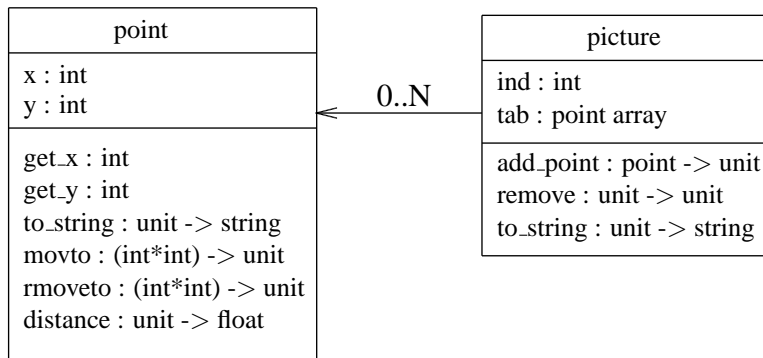 point
x : int
y : int
get_x : int
get_y : int
to_string : unit -> string
movto : (int*int) -> unit
rmoveto : (int*int) -> unit
distance : unit -> float
0..N
picture
ind : int
tab : point array
add_point : point -> unit
remove : unit -> unit
to_string : unit -> string